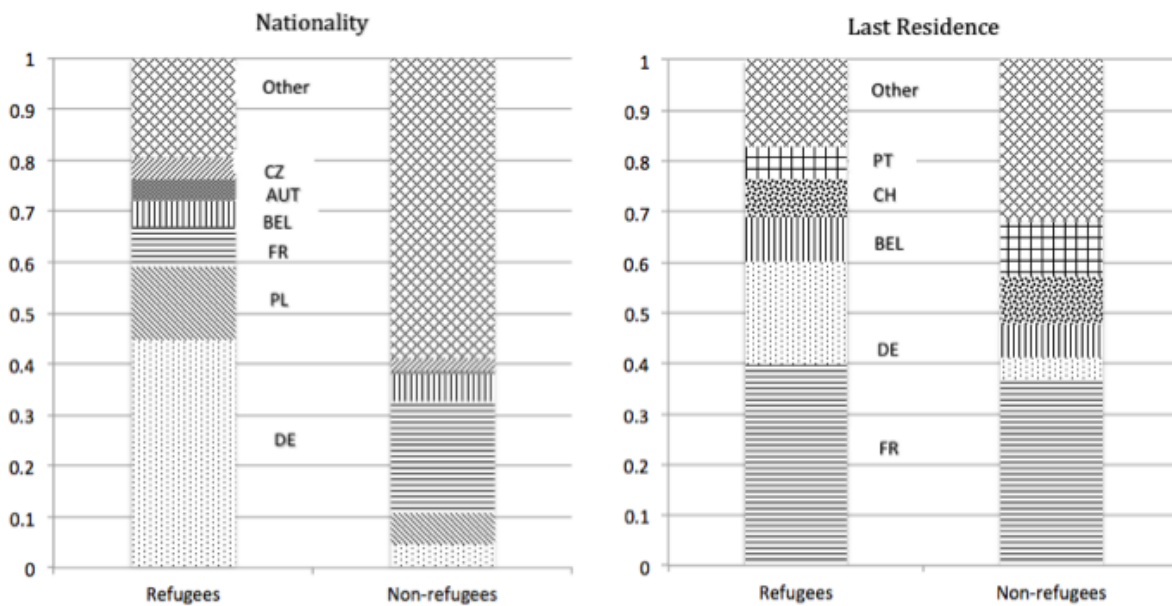 Nationality
1
0.9
0.8
0.7
0.6
0.5
0.4
0.3
0.2
0.1
0
Other
CZ
AUT
BEL
FR
PL
DE
Refugees
Non-refugees
Last Residence
1
0.9
0.8
0.7
0.6
0.5
0.4
0.3
0.2
0.1
0
Other
PT
CH
BEL
DE
FR
Refugees
Non-refugees